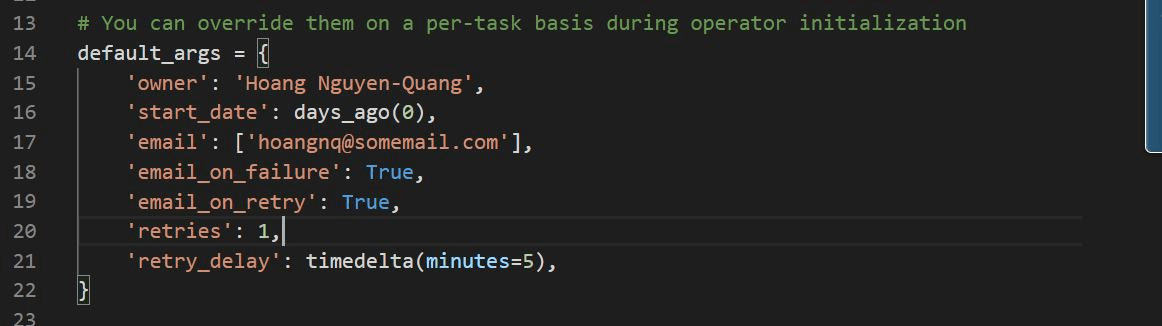 13 # You can override them on a per-task basis during operator initialization
14 default_args = {
15 'owner': 'Hoang Nguyen-Quang',
16 'start_date': days_ago(0),
17 'email': ['hoangnq@somemail.com'],
18 'email_on_failure': True,
19 'email_on_retry': True,
20 'retries': 1,
21 'retry_delay': timedelta(minutes=5),
22 }
23